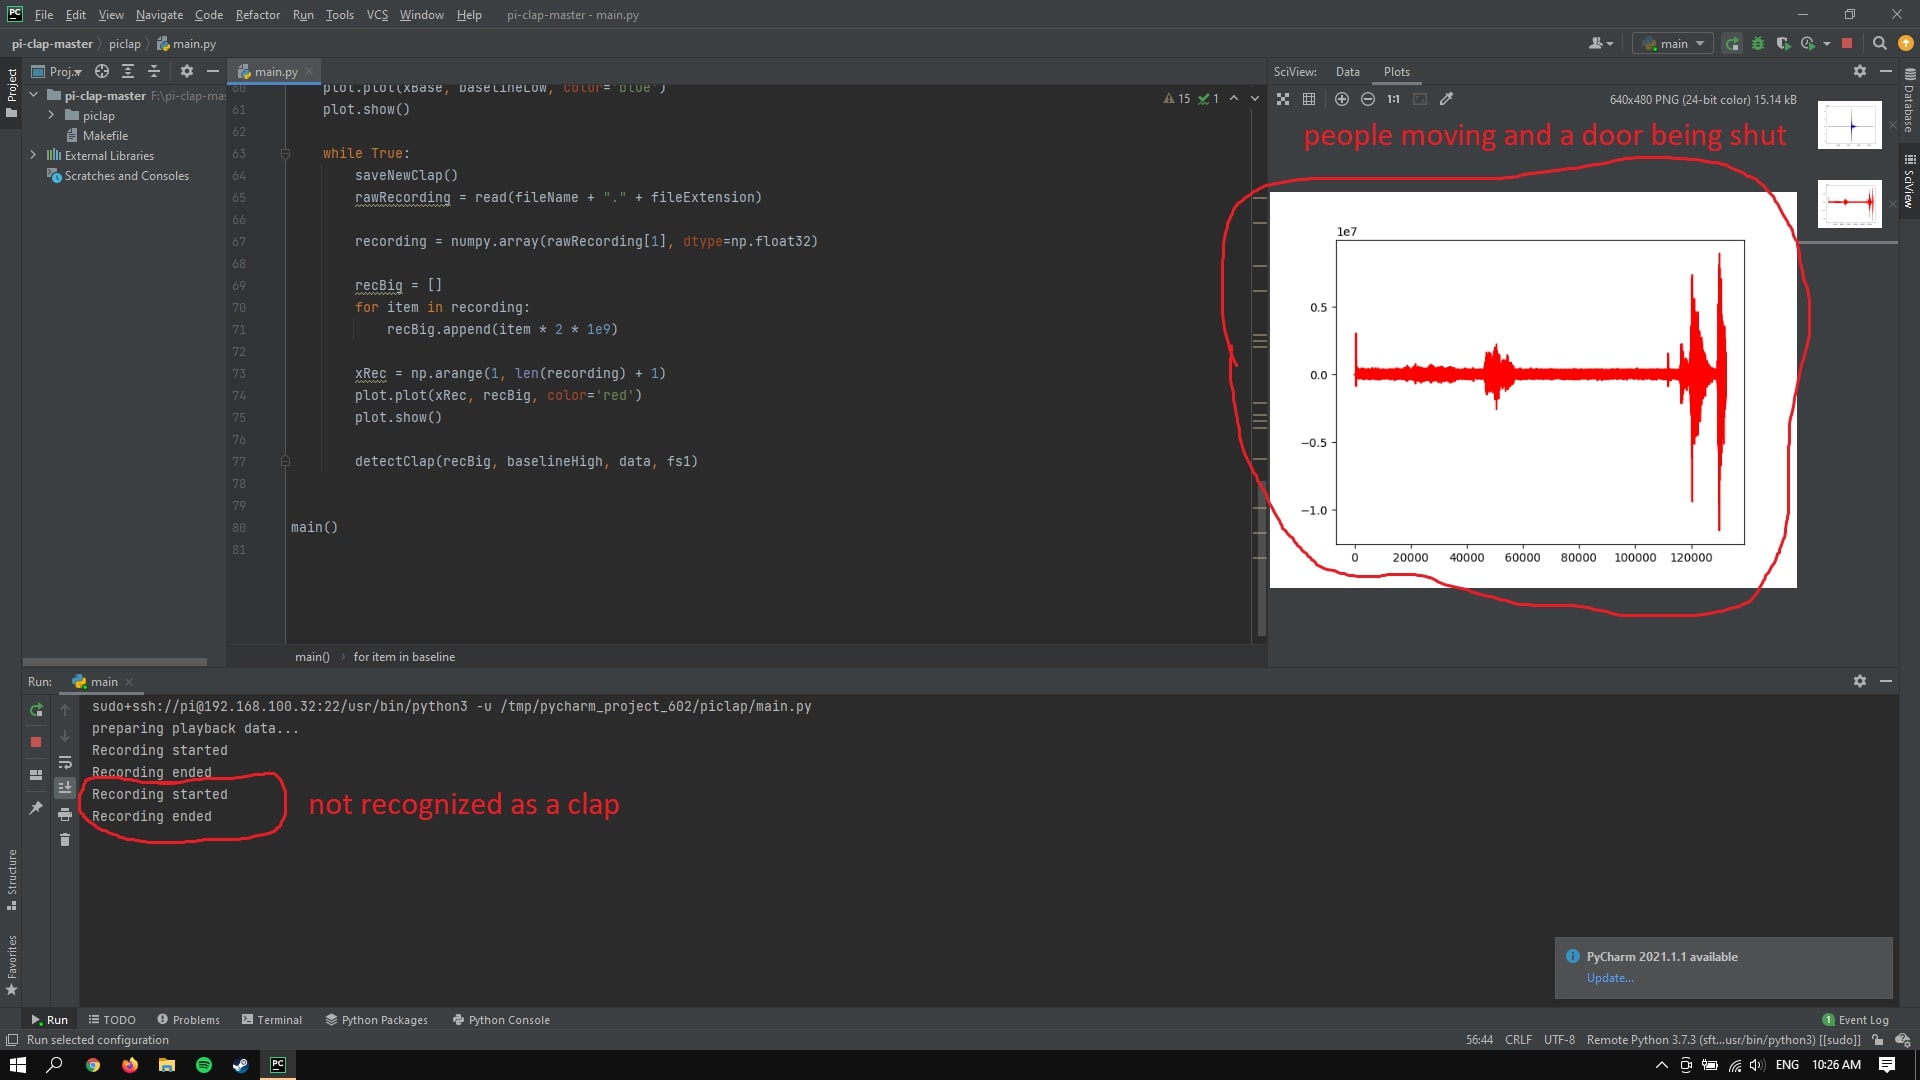 File Edit View Navigate Code Refactor Run Tools VCS Window Help pi-clap-master - main.py
pi-clap-master piclap main.py main
Project
Proj... main.py SciView: Data Plots
pi-clap-master F:\pi-clap-mas
piclap
Makefile
External Libraries
Scratches and Consoles
15 1
60 plot.plot(xBase, baselineLow, color='blue')
61 plot.show()
62
63 while True:
64 saveNewClap()
65 rawRecording = read(fileName + "." + fileExtension)
66
67 recording = numpy.array(rawRecording[1], dtype=np.float32)
68
69 recBig = []
70 for item in recording:
71 recBig.append(item * 2 * 1e9)
72
73 xRec = np.arange(1, len(recording) + 1)
74 plot.plot(xRec, recBig, color='red')
75 plot.show()
76
77 detectClap(recBig, baselineHigh, data, fs1)
78
79
80 main()
81
main() for item in baseline
1:1 640x480 PNG (24-bit color) 15.14 kB
people moving and a door being shut
1e7
0.5
0.0
−0.5
−1.0
0 20000 40000 60000 80000 100000 120000
Database
SciView
Run: main
sudo+ssh://pi@192.168.100.32:22/usr/bin/python3 -u /tmp/pycharm_project_602/piclap/main.py
preparing playback data...
Recording started
Recording ended
Recording started
Recording ended
not recognized as a clap
Structure
Favorites
PyCharm 2021.1.1 available
Update...
Run TODO Problems Terminal Python Packages Python Console 1 Event Log
Run selected configuration 56:44 CRLF UTF-8 Remote Python 3.7.3 (sft...usr/bin/python3) [[sudo]]
ENG 10:26 AM